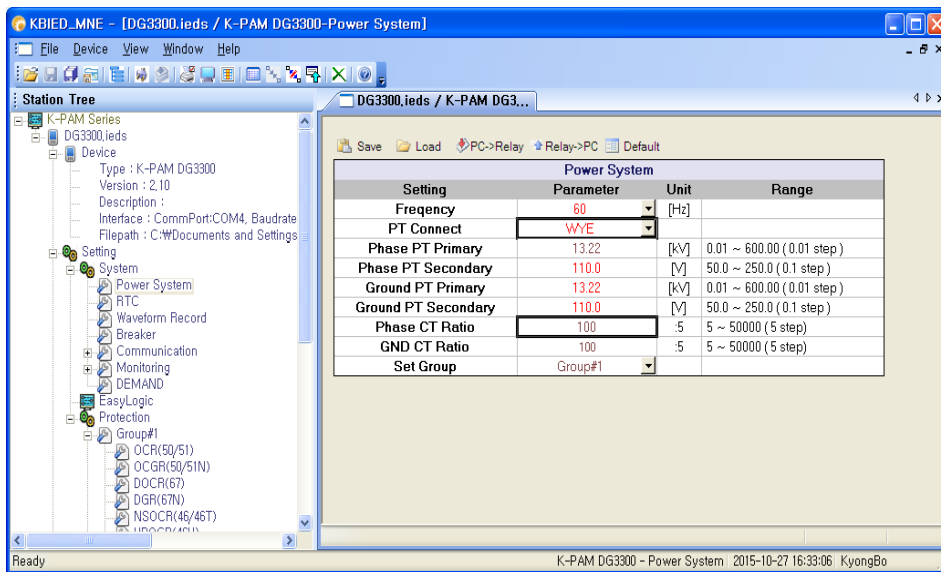 KBIED_MNE - [DG3300.ieds / K-PAM DG3300-Power System]
File Device View Window Help
Station Tree
K-PAM Series
DG3300.ieds
Device
Type : K-PAM DG3300
Version : 2,10
Description :
Interface : CommPort:COM4, Baudrate
Filepath : C:₩Documents and Settings
Setting
System
Power System
RTC
Waveform Record
Breaker
Communication
Monitoring
DEMAND
EasyLogic
Protection
Group#1
OCR(50/51)
OCGR(50/51N)
DOCR(67)
DGR(67N)
NSOCR(46/46T)
DG3300,ieds / K-PAM DG3...
Save Load PC->Relay Relay->PC Default
Power System
Setting Parameter Unit Range
Freqency 60 [Hz]
PT Connect WYE
Phase PT Primary 13.22 [kV] 0.01 ~ 600.00 ( 0.01 step )
Phase PT Secondary 110.0 [V] 50.0 ~ 250.0 ( 0.1 step )
Ground PT Primary 13.22 [kV] 0.01 ~ 600.00 ( 0.01 step )
Ground PT Secondary 110.0 [V] 50.0 ~ 250.0 ( 0.1 step )
Phase CT Ratio 100 :5 5 ~ 50000 ( 5 step)
GND CT Ratio 100 :5 5 ~ 50000 ( 5 step)
Set Group Group#1
Ready K-PAM DG3300 - Power System 2015-10-27 16:33:06 KyongBo